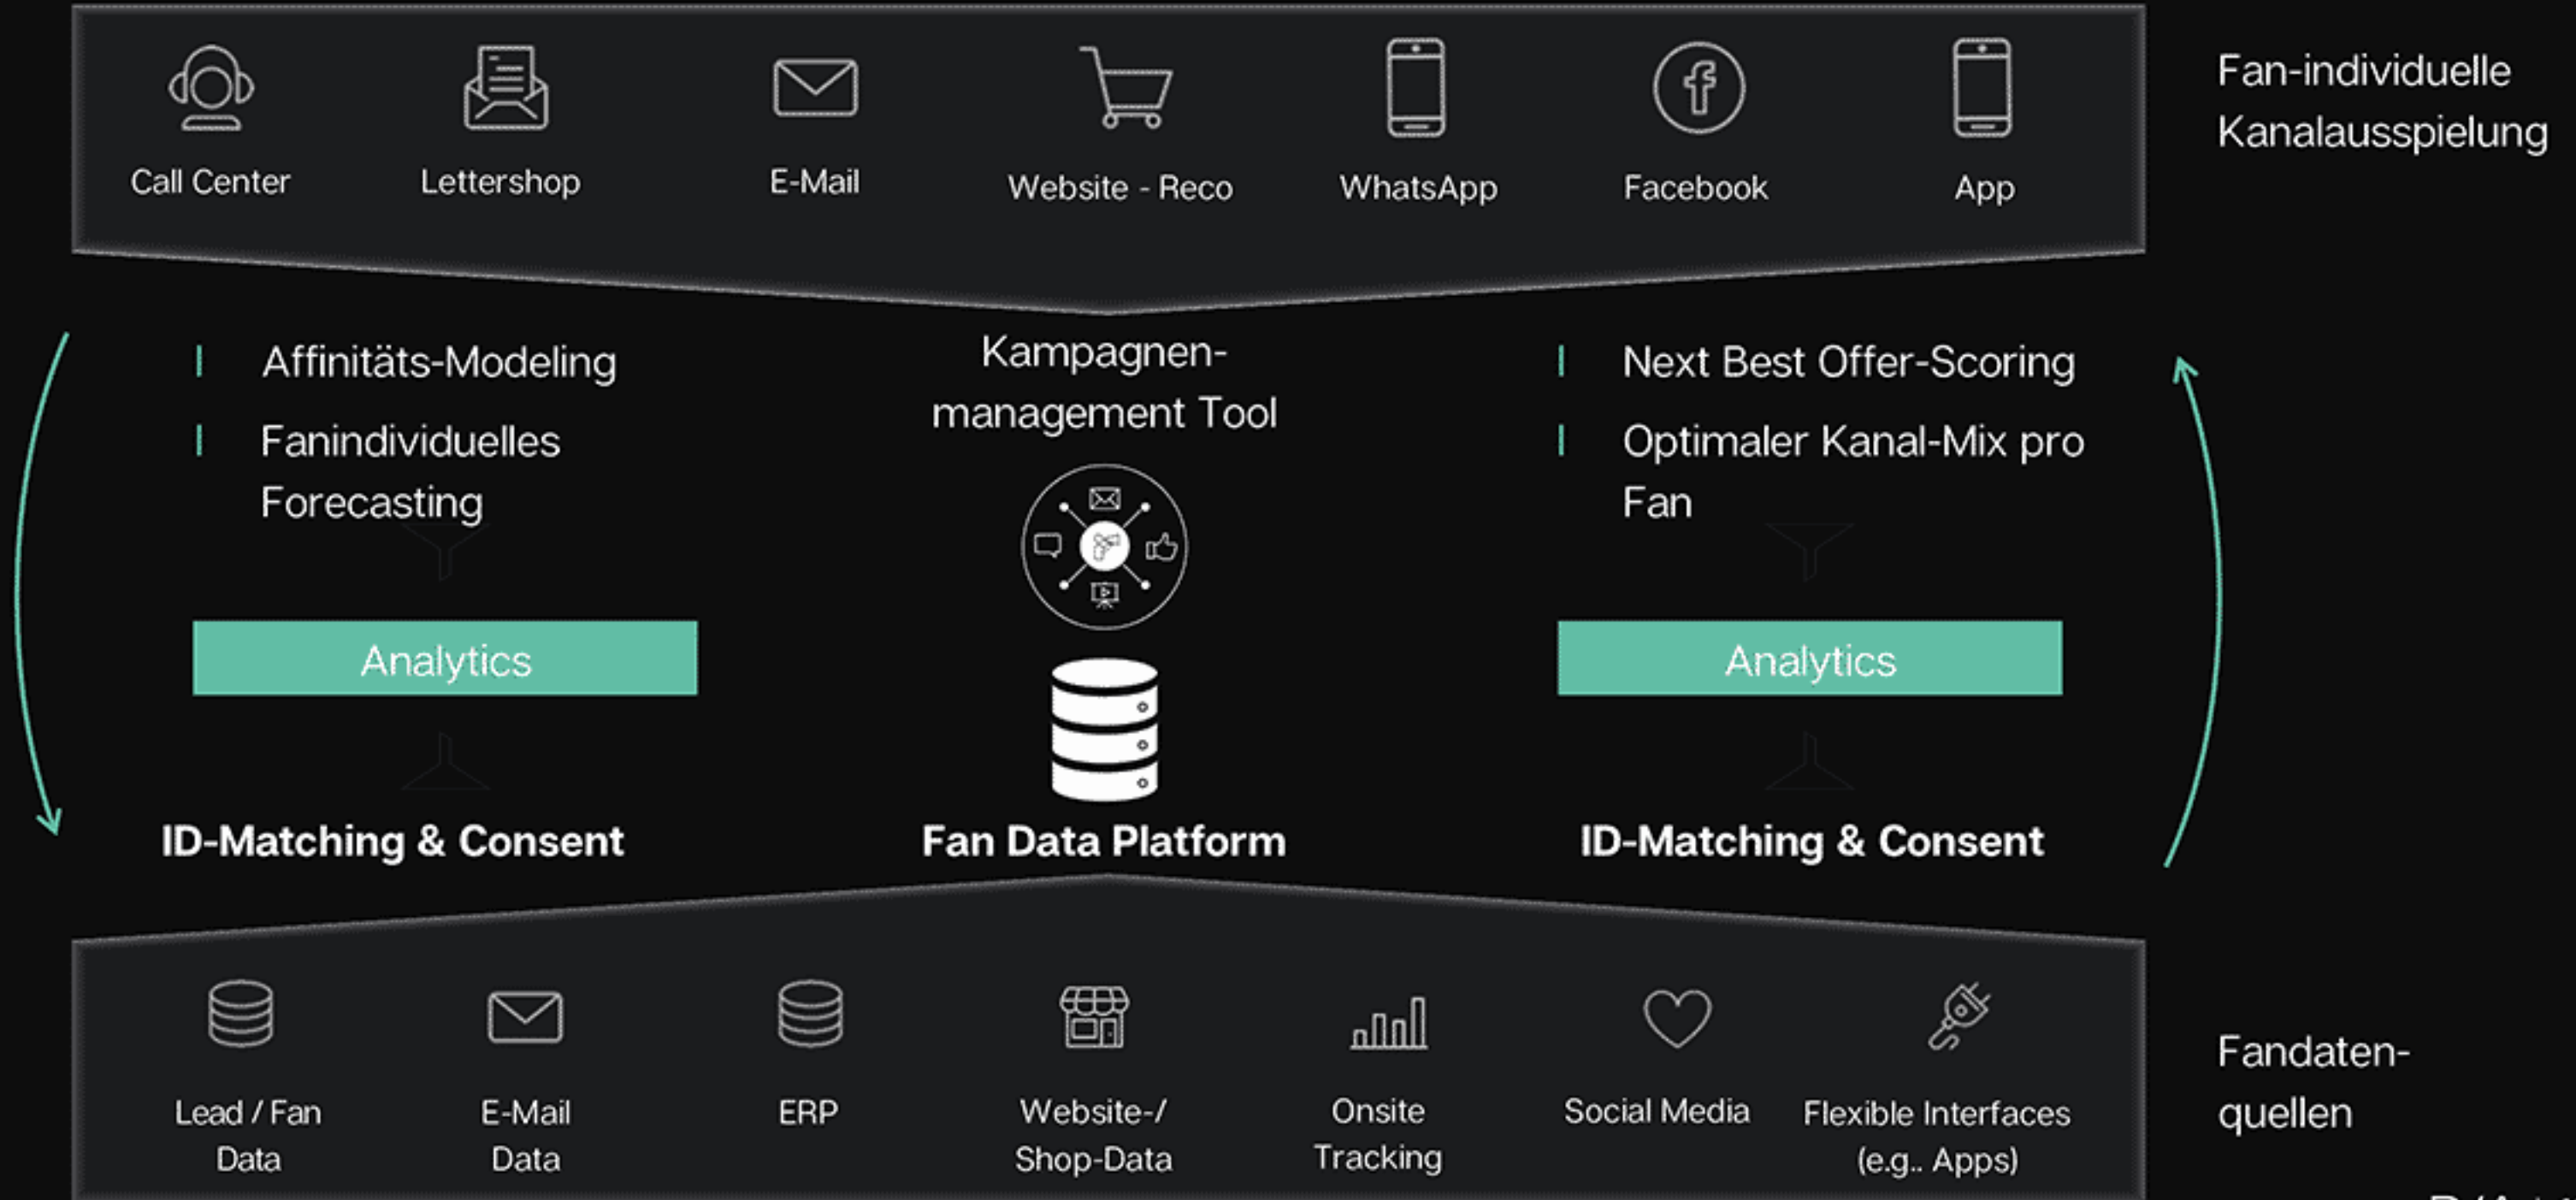 Call Center
Lettershop
E-Mail
Website - Reco
WhatsApp
Facebook
App
Fan-individuelle
Kanalausspielung
Affinitäts-Modeling
Fanindividuelles
Forecasting
Kampagnen-
management Tool
Next Best Offer-Scoring
Optimaler Kanal-Mix pro
Fan
Analytics
Analytics
ID-Matching & Consent
Fan Data Platform
ID-Matching & Consent
Lead / Fan
Data
E-Mail
Data
ERP
Website-/
Shop-Data
Onsite
Tracking
Social Media
Flexible Interfaces
(e.g.. Apps)
Fandaten-
quellen